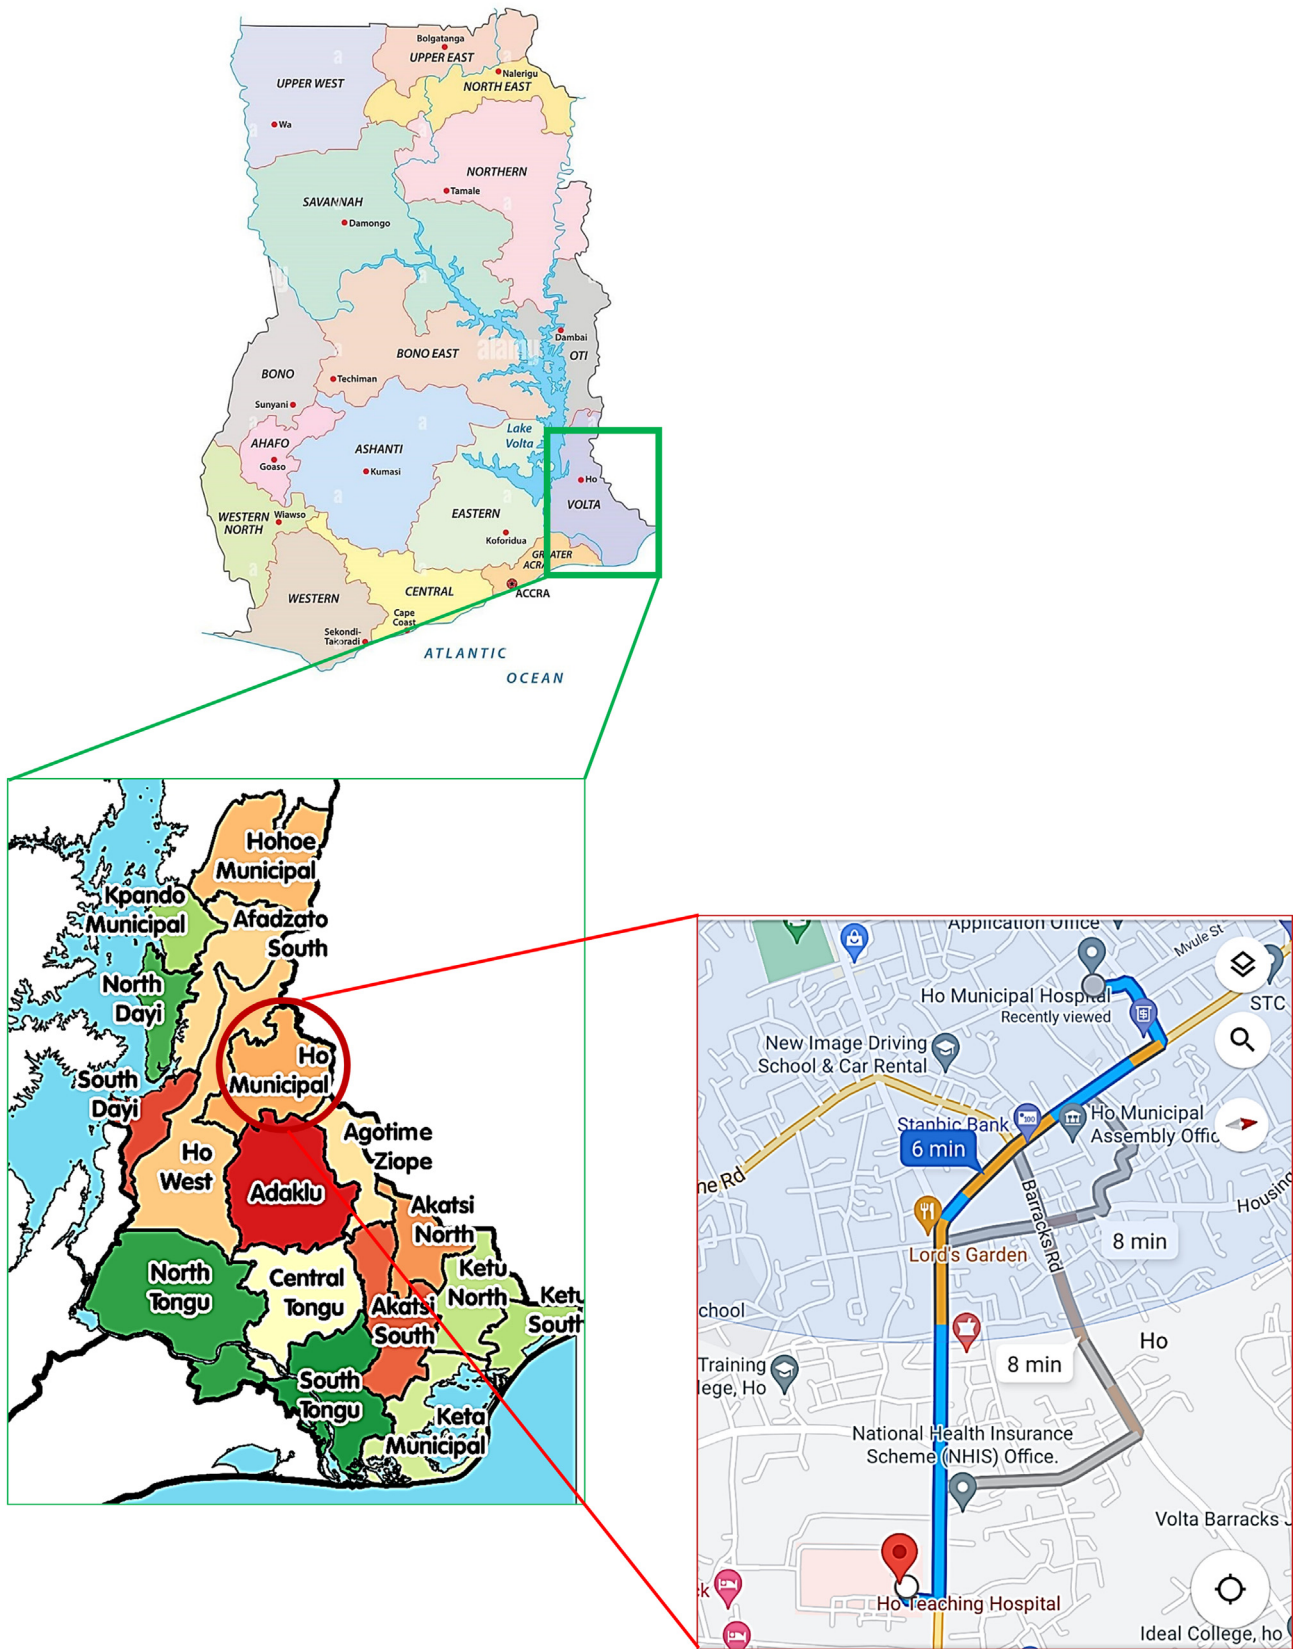 Bolgatanga
UPPER EAST
Nalerigu
NORTH EAST
UPPER WEST
Wa
NORTHERN
Tamale
SAVANNAH
Damongo
alamy
Dambai
OTI
BONO EAST
BONO
Techiman
Sunyani
Lake
Volta
AHAFO
Goaso
ASHANTI
Kumasi
Ho
VOLTA
EASTERN
WESTERN
NORTH
Wiawso
Koforidua
GREATER
ACRA
ACCRA
WESTERN
CENTRAL
Cape
Coast
Sekondi-
Takoradi
ATLANTIC
OCEAN
Hohoe
Municipal
Kpando
Municipal
Afadzato
South
North
Dayi
Ho
Municipal
South
Dayi
Agotime
Ziope
Ho
West
Adaklu
Akatsi
North
North
Tongu
Central
Tongu
Ketu
North
Ketu
South
Akatsi
South
South
Tongu
Keta
Municipal
Application Office
Mvule St
Ho Municipal Hospital
Recently viewed
STC
New Image Driving
School & Car Rental
Stanbic Bank
Ho Municipal
Assembly Offic
6 min
ne Rd
Barracks Rd
Housing
8 min
Lord's Garden
chool
Ho
8 min
Training
lege, Ho
National Health Insurance
Scheme (NHIS) Office.
Volta Barracks J
Ho Teaching Hospital
k
Ideal College, ho